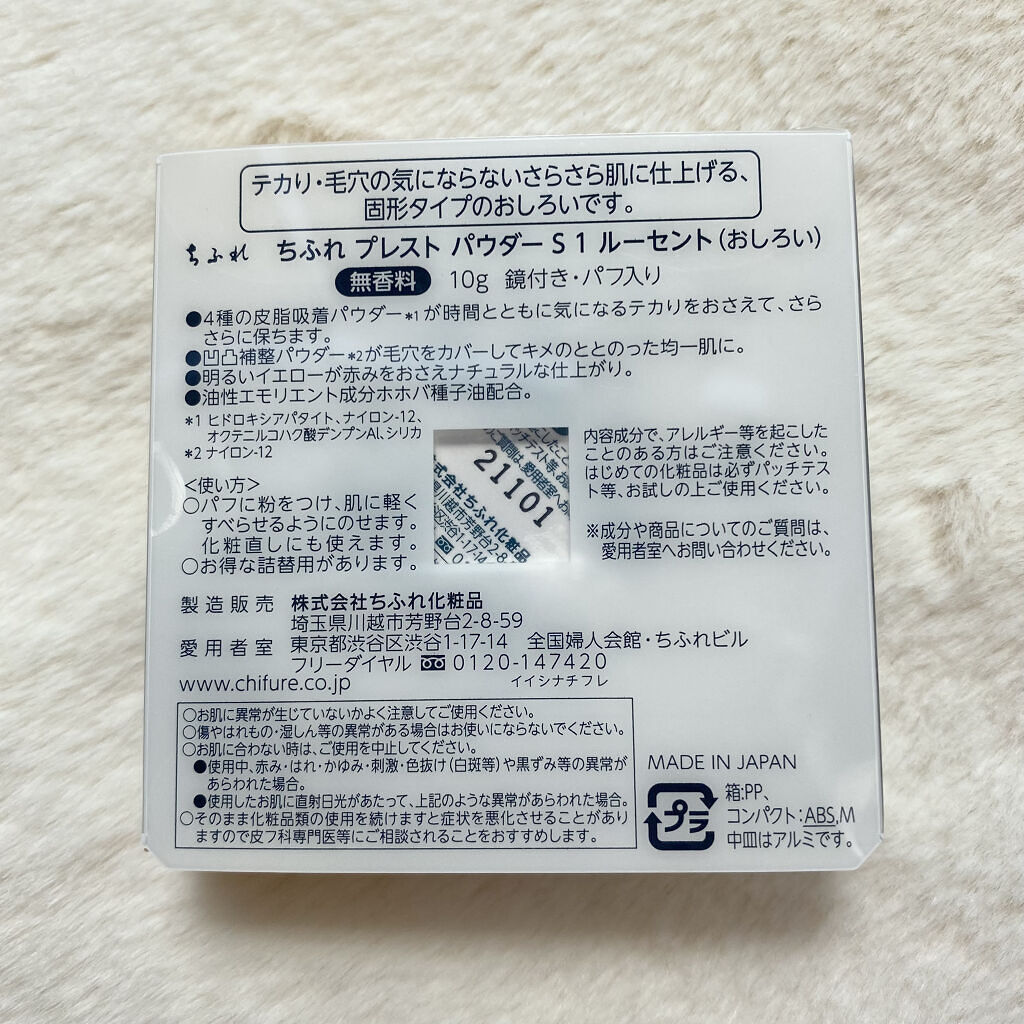 テカり・毛穴の気にならないさらさら肌に仕上げる、
固形タイプのおしろいです。
ちふれ ちふれ プレスト パウダー S 1 ルーセント(おしろい)
無香料 10g 鏡付き・パフ入り
●4種の皮脂吸着パウダー*1が時間とともに気になるテカりをおさえて、さら
さらに保ちます。
●凹凸補整パウダー*2が毛穴をカバーしてキメのととのった均一肌に。
●明るいイエローが赤みをおさえナチュラルな仕上がり。
●油性エモリエント成分ホホバ種子油配合。
*1 ヒドロキシアパタイト、ナイロン-12、
オクテニルコハク酸デンプンAl、シリカ
*2 ナイロン-12
<使い方>
○パフに粉をつけ、肌に軽く
すべらせるようにのせます。
化粧直しにも使えます。
○お得な詰替用があります。
21101
株式会社ちふれ化粧品
内容成分で、アレルギー等を起こした
ことのある方はご注意ください。
はじめての化粧品は必ずパッチテス
ト等、お試しの上ご使用ください。
※成分や商品についてのご質問は、
愛用者室へお問い合わせください。
製造販売 株式会社ちふれ化粧品
埼玉県川越市芳野台2-8-59
愛用者室 東京都渋谷区渋谷1-17-14 全国婦人会館・ちふれビル
フリーダイヤル 0120-147420
イイシナチフレ
www.chifure.co.jp
○お肌に異常が生じていないかよく注意してご使用ください。
○傷やはれもの・湿しん等の異常がある場合はお使いにならないでください。
○お肌に合わない時は、ご使用を中止してください。
●使用中、赤み・はれ・かゆみ・刺激・色抜け(白斑等)や黒ずみ等の異常が
あらわれた場合。
●使用したお肌に直射日光があたって、上記のような異常があらわれた場合。
○そのまま化粧品類の使用を続けますと症状を悪化させることがあり
ますので皮フ科専門医等にご相談されることをおすすめします。
MADE IN JAPAN
プラ
箱:PP、
コンパクト:ABS,M
中皿はアルミです。